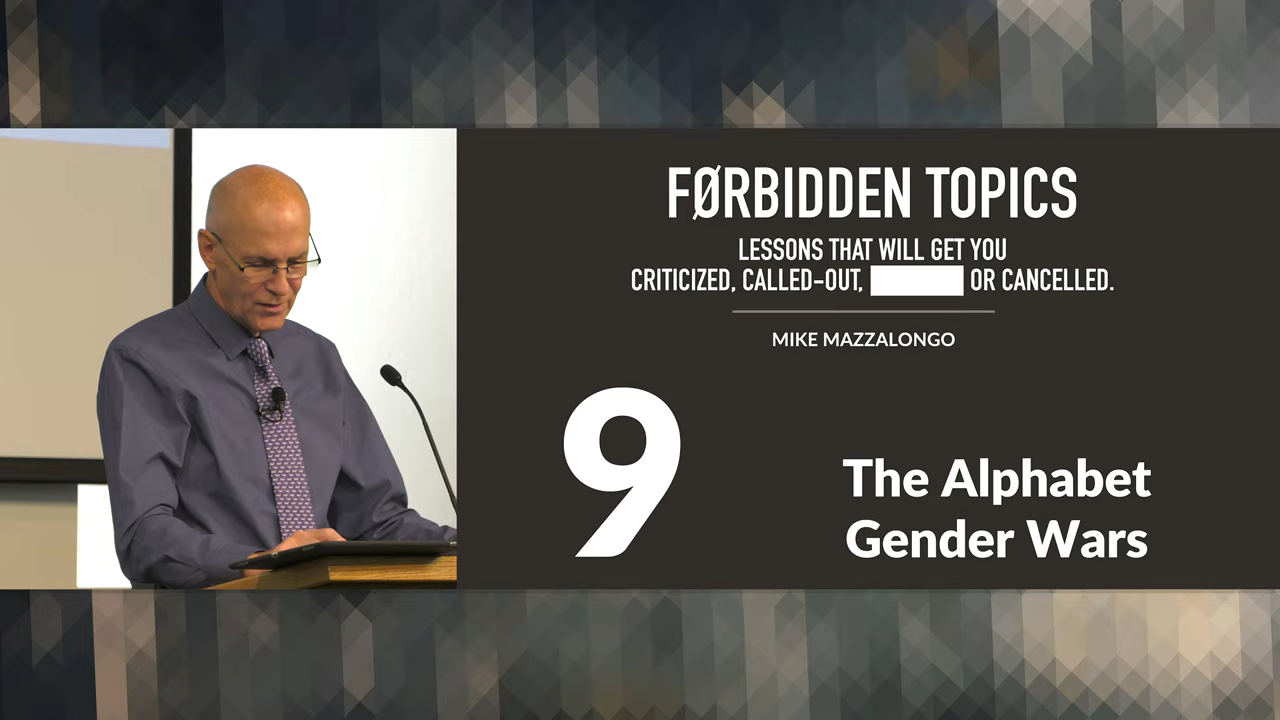 FØRBIDDEN TOPICS
LESSONS THAT WILL GET YOU
CRITICIZED, CALLED-OUT, OR CANCELLED.
MIKE MAZZALONGO
9
The Alphabet
Gender Wars